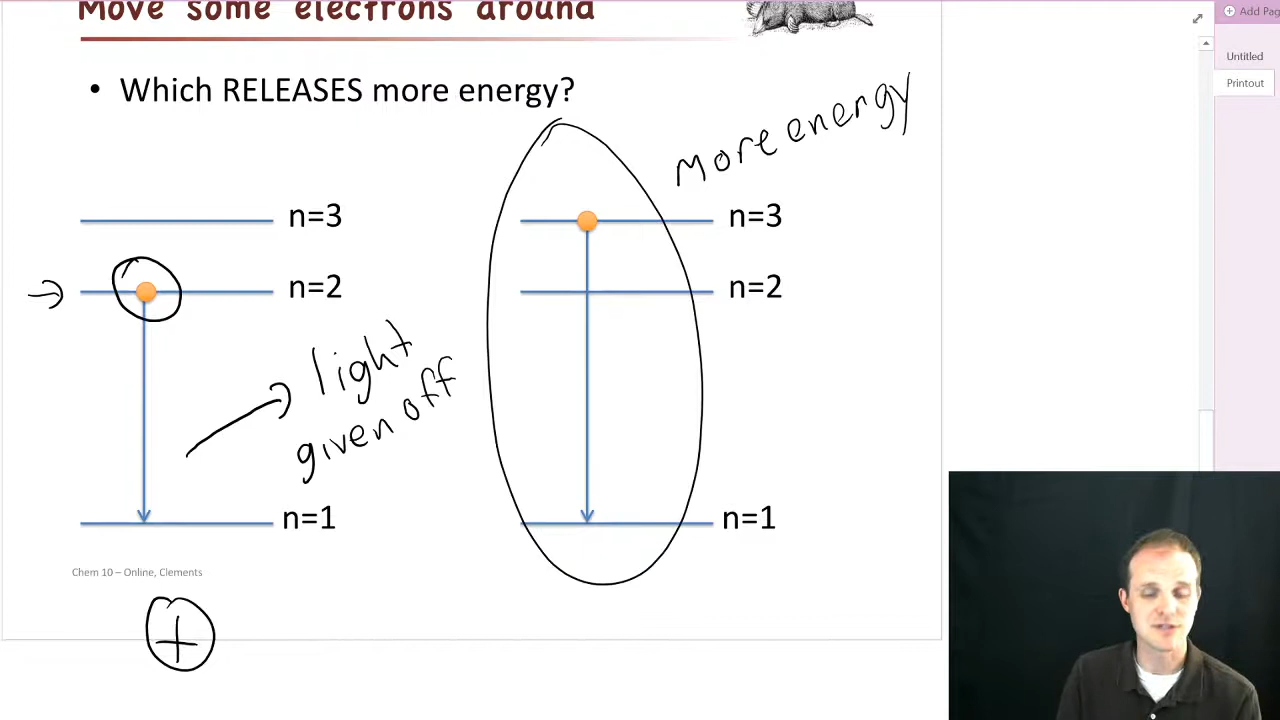 Move some electrons around
Add Pag
Untitled
Printout
• Which RELEASES more energy?
more energy
n=3
n=2
n=1
light
given off
n=3
n=2
n=1
Chem 10 – Online, Clements
+